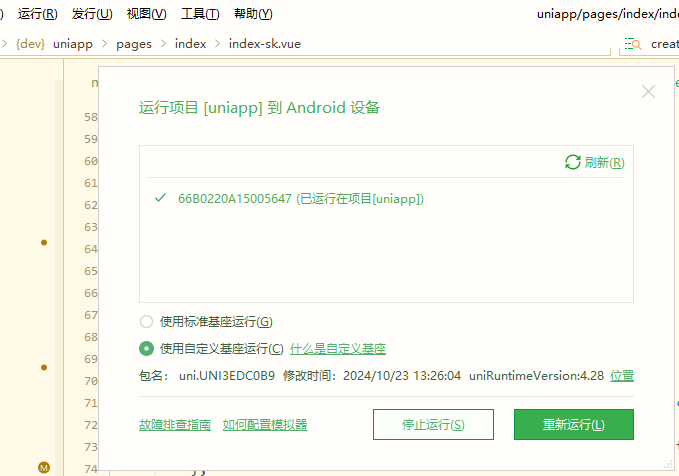 ) 运行(R) 发行(U) 视图(V) 工具(T) 帮助(Y) uniapp/pages/index/inde
{dev} uniapp > pages > index > index-sk.vue creat
运行项目 [uniapp] 到 Android 设备
58
59
刷新(R)
60
61
66B0220A15005647 (已运行在项目[uniapp])
62
63
64
65
66
67
使用标准基座运行(G)
68
69
使用自定义基座运行(C) 什么是自定义基座
包名： uni.UNI3EDC0B9 修改时间：2024/10/23 13:26:04 uniRuntimeVersion:4.28 位置
70
71
故障排查指南 如何配置模拟器 停止运行(S) 重新运行(L)
72
73
M 74 };